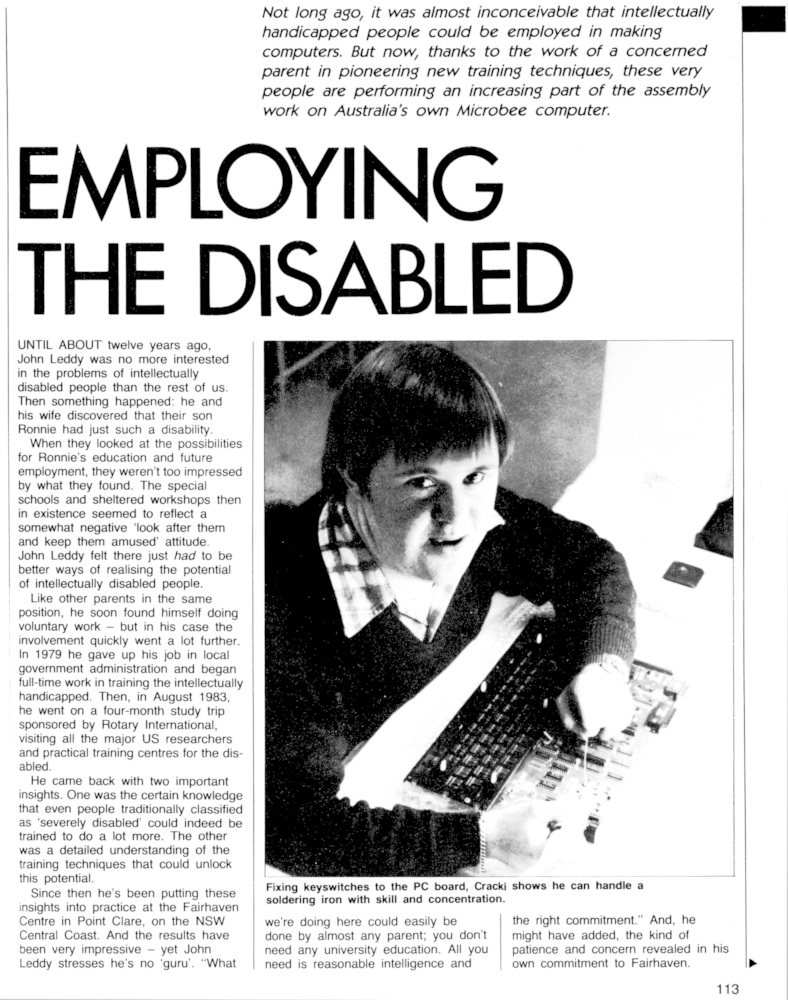 Not long ago, it was almost inconceivable that intellectually
handicapped people could be employed in making
computers. But now, thanks to the work of a concerned
parent in pioneering new training techniques, these very
people are performing an increasing part of the assembly
work on Australia's own Microbee computer.
EMPLOYING
THE DISABLED
UNTIL ABOUT twelve years ago,
John Leddy was no more interested
in the problems of intellectually
disabled people than the rest of us.
Then something happened: he and
his wife discovered that their son
Ronnie had just such a disability.
When they looked at the possibilities
for Ronnie's education and future
employment, they weren't too impressed
by what they found. The special
schools and sheltered workshops then
in existence seemed to reflect a
somewhat negative 'look after them
and keep them amused' attitude.
John Leddy felt there just had to be
better ways of realising the potential
of intellectually disabled people.
Like other parents in the same
position, he soon found himself doing
voluntary work – but in his case the
involvement quickly went a lot further.
In 1979 he gave up his job in local
government administration and began
full-time work in training the intellectually
handicapped. Then, in August 1983,
he went on a four-month study trip
sponsored by Rotary International,
visiting all the major US researchers
and practical training centres for the dis-
abled.
He came back with two important
insights. One was the certain knowledge
that even people traditionally classified
as 'severely disabled' could indeed be
trained to do a lot more. The other
was a detailed understanding of the
training techniques that could unlock
this potential.
Since then he's been putting these
insights into practice at the Fairhaven
Centre in Point Clare, on the NSW
Central Coast. And the results have
been very impressive – yet John
Leddy stresses he's no 'guru'. "What
Fixing keyswitches to the PC board, Cracki shows he can handle a
soldering iron with skill and concentration.
we're doing here could easily be
done by almost any parent; you don't
need any university education. All you
need is reasonable intelligence and
the right commitment." And, he
might have added, the kind of
patience and concern revealed in his
own commitment to Fairhaven.
113